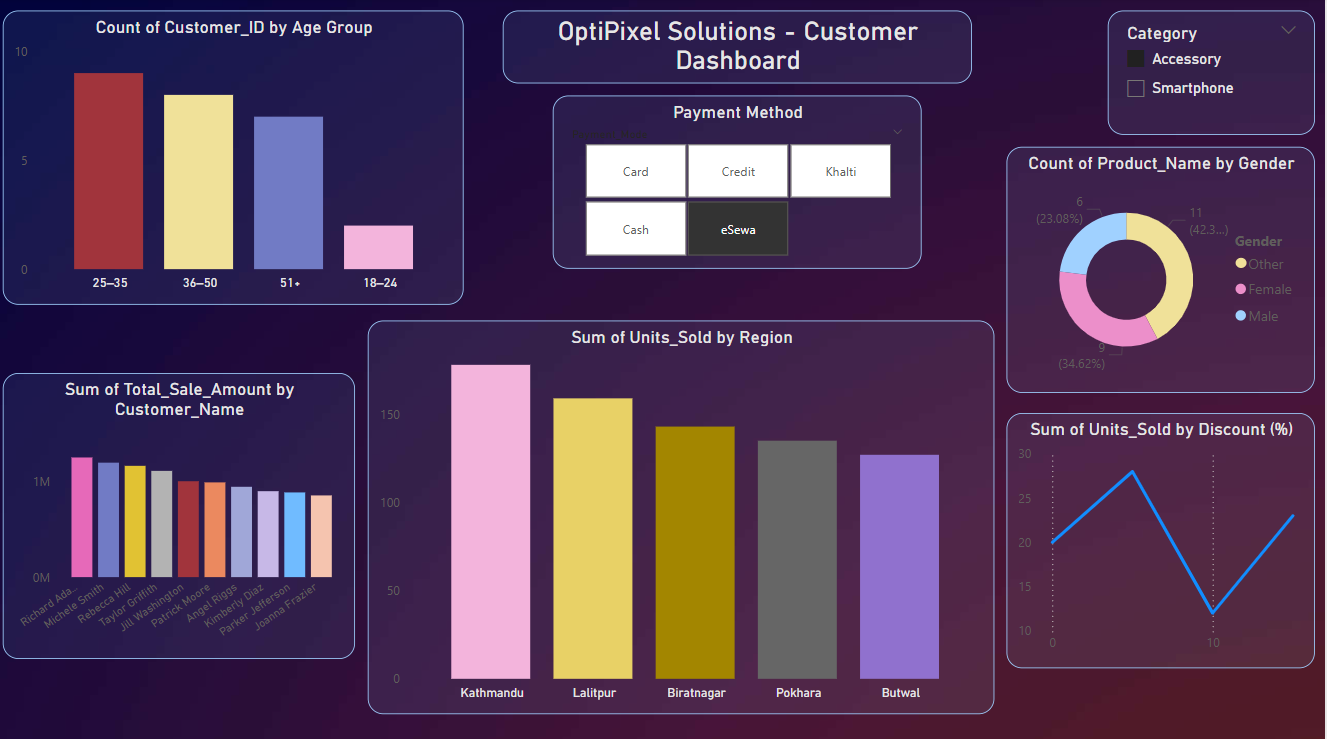 Count of Customer_ID by Age Group
10
5
0
25–35
36–50
51+
18–24
OptiPixel Solutions - Customer
Dashboard
Payment Method
Card
Credit
Khalti
Cash
eSewa
Category
Accessory
Smartphone
Count of Product_Name by Gender
6
(23.08%)
11
(42.3...)
9
(34.62%)
Gender
Other
Female
Male
Sum of Total_Sale_Amount by
Customer_Name
1M
0M
Richard Ada...
Michele Smith
Rebecca Hill
Taylor Griffith
Jill Washington
Patrick Moore
Angel Riggs
Kimberly Diaz
Parker Jefferson
Joanna Frazier
Sum of Units_Sold by Region
150
100
50
0
Kathmandu
Lalitpur
Biratnagar
Pokhara
Butwal
Sum of Units_Sold by Discount (%)
30
25
20
15
10
0
10